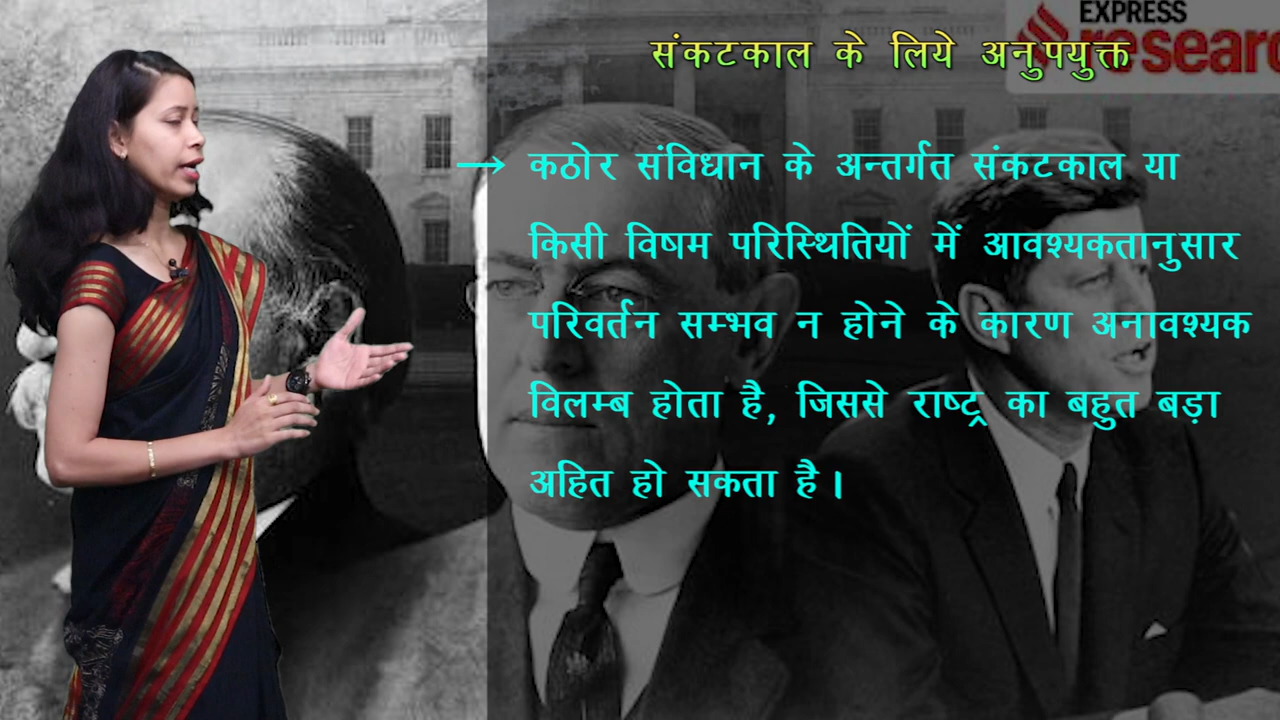 EXPRESS
researc
संकटकाल के लिये अनुपयुक्त
→ कठोर संविधान के अन्तर्गत संकटकाल या
किसी विषम परिस्थितियों में आवश्यकतानुसार
परिवर्तन सम्भव न होने के कारण अनावश्यक
विलम्ब होता है, जिससे राष्ट्र का बहुत बड़ा
अहित हो सकता है।